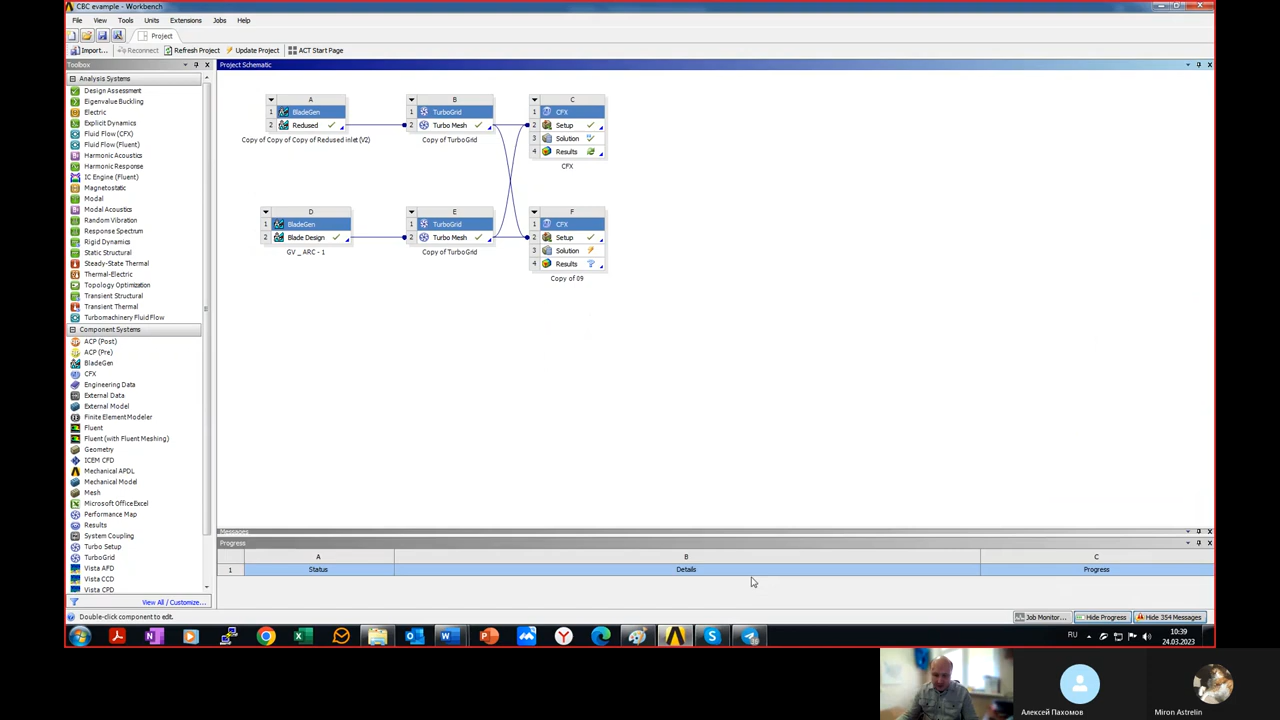 CBC example - Workbench
File View Tools Units Extensions Jobs Help
Project
Import... Reconnect Refresh Project Update Project ACT Start Page
Toolbox
Analysis Systems
Design Assessment
Eigenvalue Buckling
Electric
Explicit Dynamics
Fluid Flow (CFX)
Fluid Flow (Fluent)
Harmonic Acoustics
Harmonic Response
IC Engine (Fluent)
Magnetostatic
Modal
Modal Acoustics
Random Vibration
Response Spectrum
Rigid Dynamics
Static Structural
Steady-State Thermal
Thermal-Electric
Topology Optimization
Transient Structural
Transient Thermal
Turbomachinery Fluid Flow
Component Systems
ACP (Post)
ACP (Pre)
BladeGen
CFX
Engineering Data
External Data
External Model
Finite Element Modeler
Fluent
Fluent (with Fluent Meshing)
Geometry
ICEM CFD
Mechanical APDL
Mechanical Model
Mesh
Microsoft Office Excel
Performance Map
Results
System Coupling
Turbo Setup
TurboGrid
Vista AFD
Vista CCD
Vista CPD
View All / Customize...
Project Schematic
A
1 BladeGen
2 Redused
Copy of Copy of Copy of Redused inlet (V2)
B
1 TurboGrid
2 Turbo Mesh
Copy of TurboGrid
C
1 CFX
2 Setup
3 Solution
4 Results
CFX
D
1 BladeGen
2 Blade Design
GV _ ARC - 1
E
1 TurboGrid
2 Turbo Mesh
Copy of TurboGrid
F
1 CFX
2 Setup
3 Solution
4 Results
Copy of 09
Messages
Progress
A B C
1 Status Details Progress
Double-click component to edit.
Job Monitor... Hide Progress Hide 354 Messages
RU
10:39
24.03.2023
Алексей Пахомов
Miron Astrelin